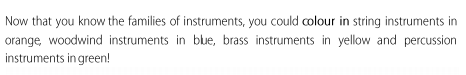 Now that you know the families of instruments, you could colour in string instruments in
orange, woodwind instruments in blue, brass instruments in yellow and percussion
instruments in green!